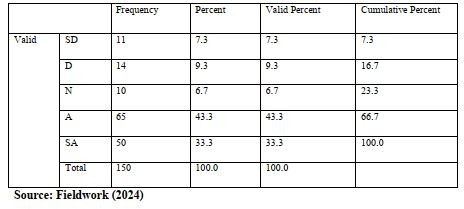 Frequency Percent Valid Percent Cumulative Percent
Valid SD 11 7.3 7.3 7.3
D 14 9.3 9.3 16.7
N 10 6.7 6.7 23.3
A 65 43.3 43.3 66.7
SA 50 33.3 33.3 100.0
Total 150 100.0 100.0
Source: Fieldwork (2024)